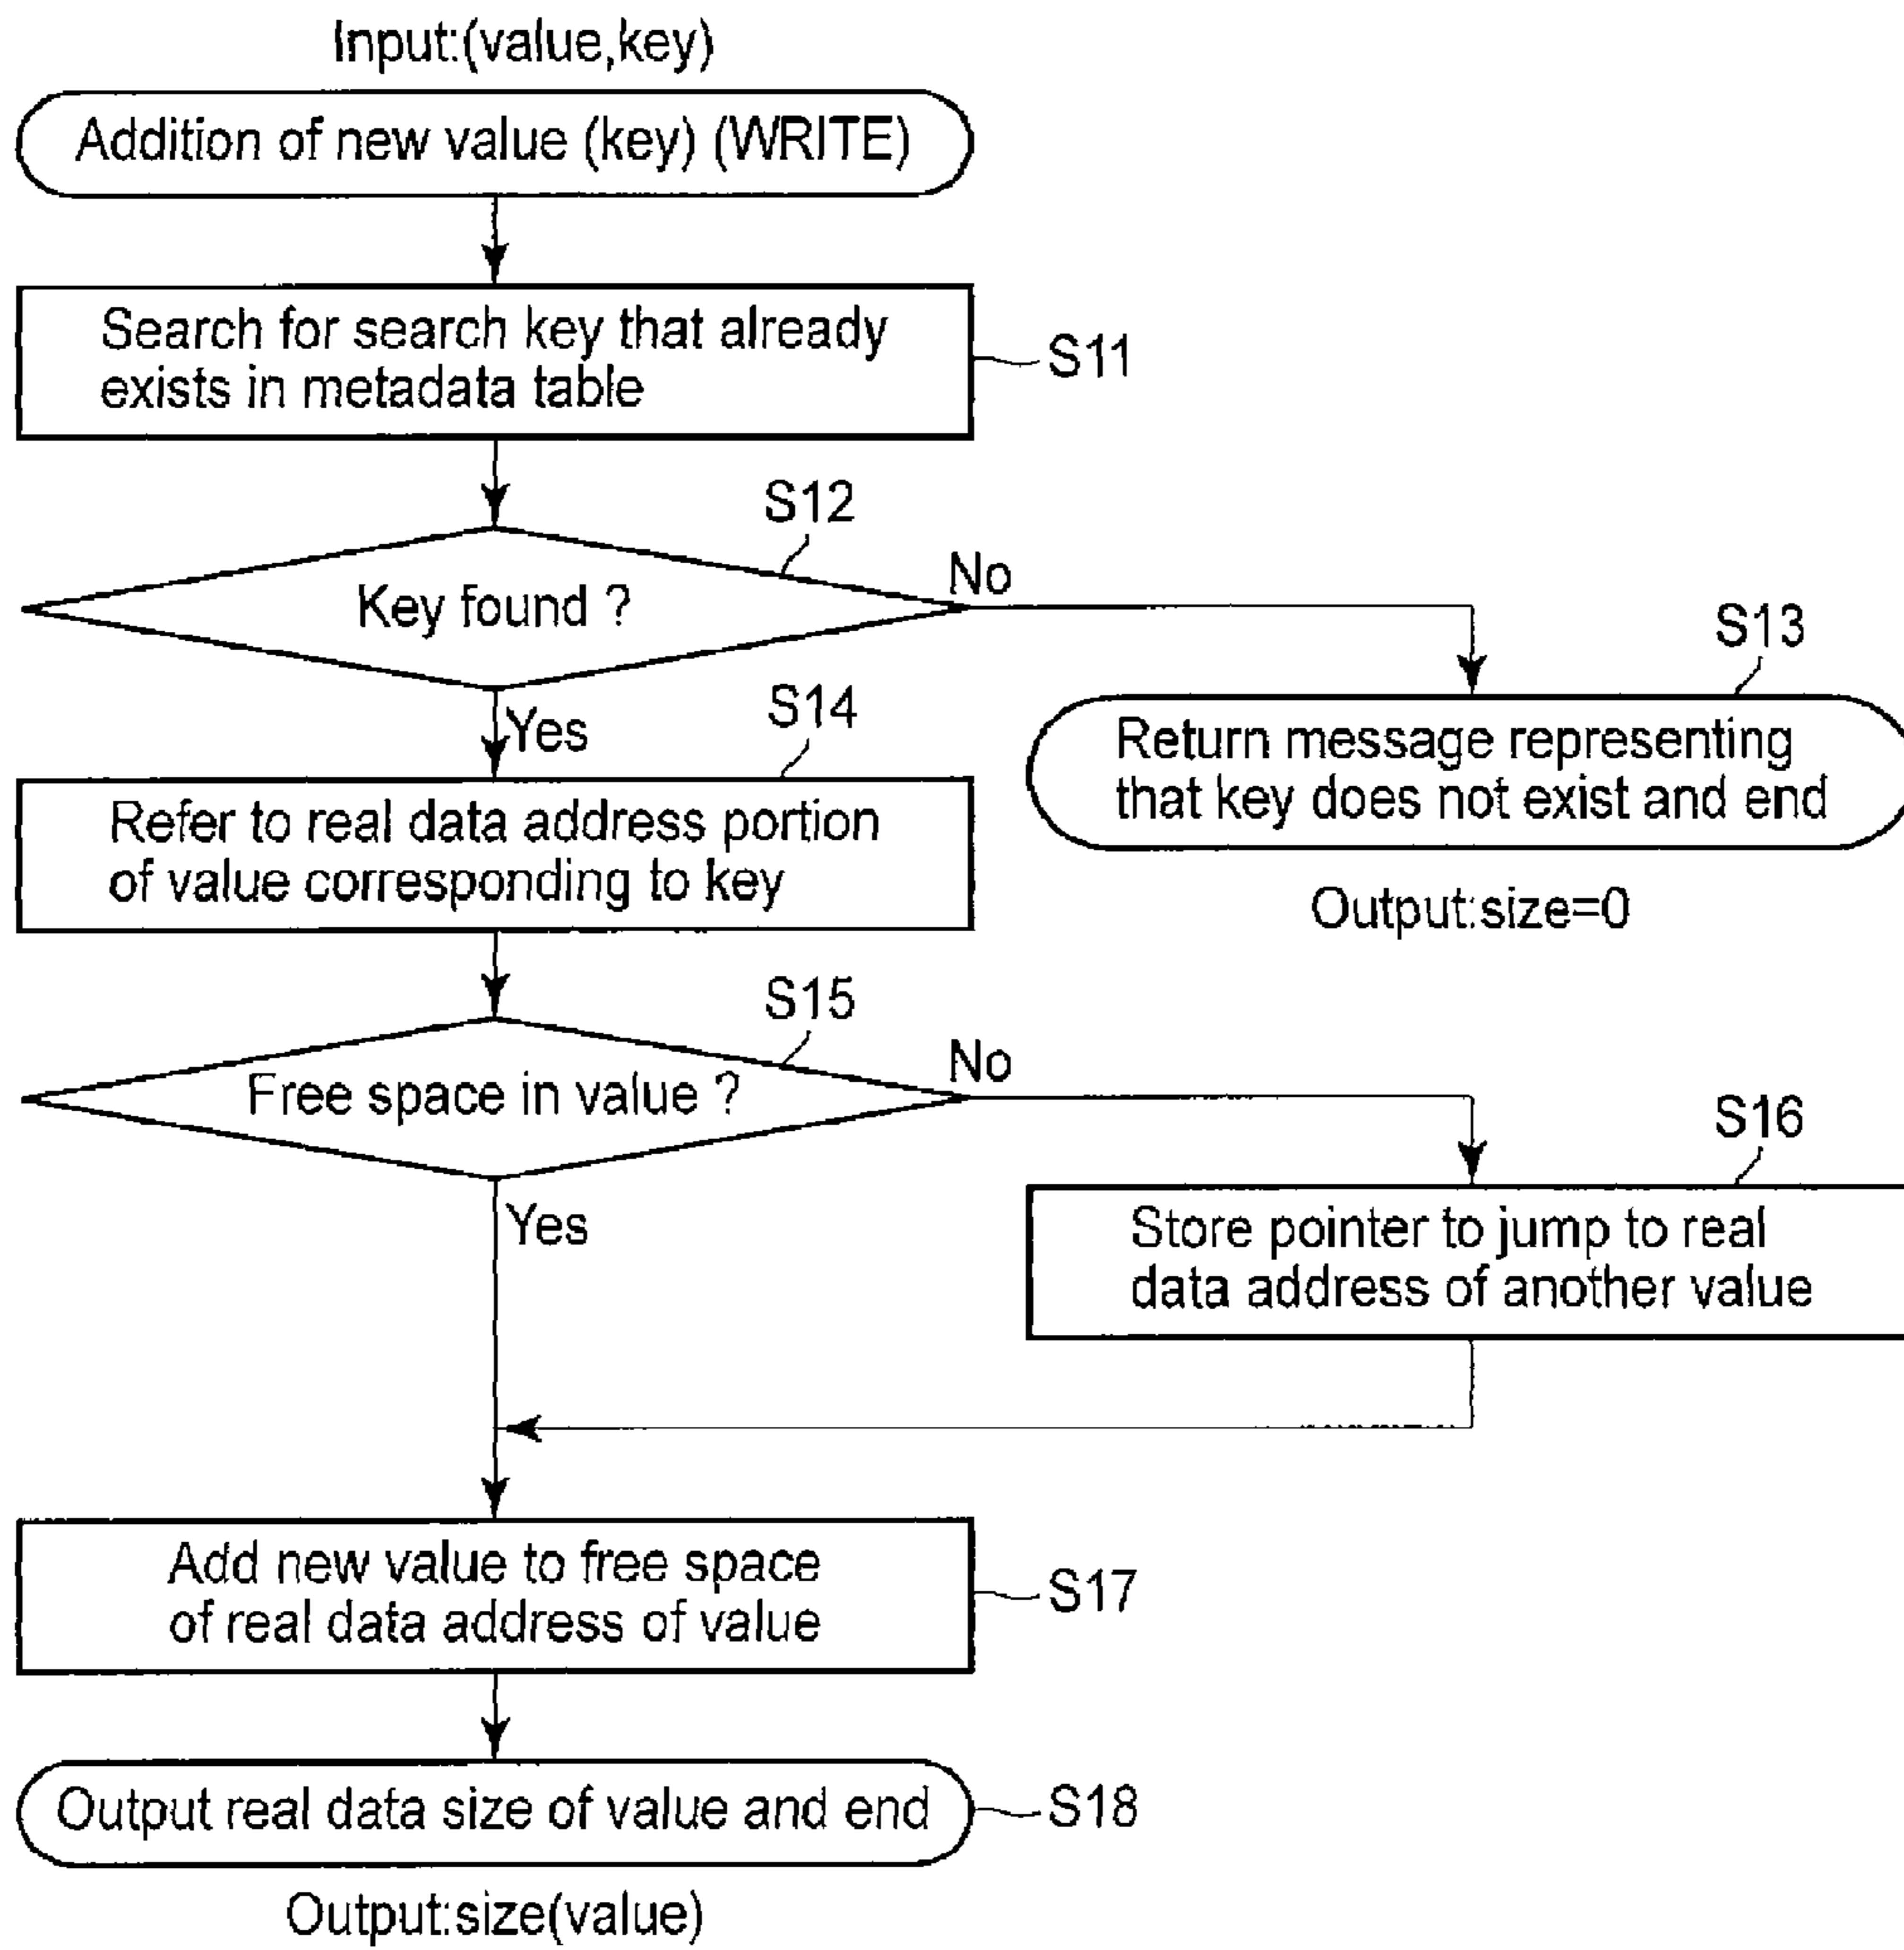 Input:(value,key)
Addition of new value (key) (WRITE)
Search for search key that already
exists in metadata table
S11
S12
Key found ?
No
Yes
S13
Return message representing
that key does not exist and end
Output:size=0
S14
Refer to real data address portion
of value corresponding to key
S15
Free space in value ?
No
Yes
S16
Store pointer to jump to real
data address of another value
Add new value to free space
of real data address of value
S17
Output real data size of value and end
S18
Output:size(value)